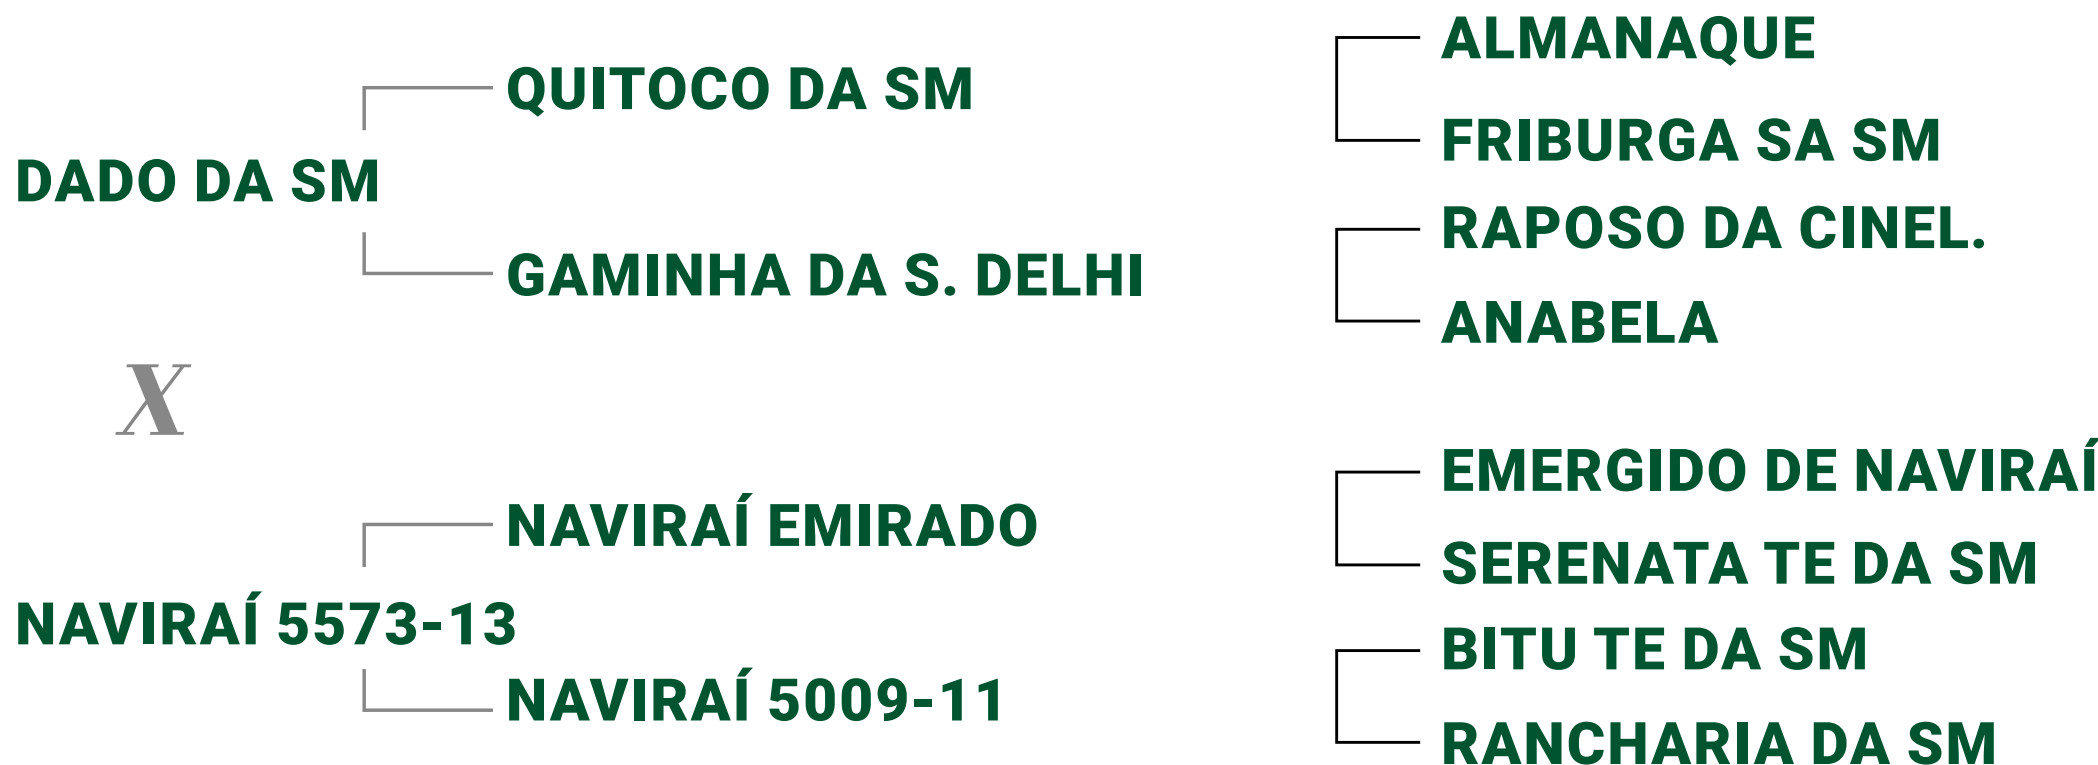 ALMANAQUE
QUITOCO DA SM
FRIBURGA SA SM
DADO DA SM
RAPOSO DA CINEL.
GAMINHA DA S. DELHI
ANABELA
X
EMERGIDO DE NAVIRAÍ
NAVIRAÍ EMIRADO
SERENATA TE DA SM
NAVIRAÍ 5573-13
BITU TE DA SM
NAVIRAÍ 5009-11
RANCHARIA DA SM